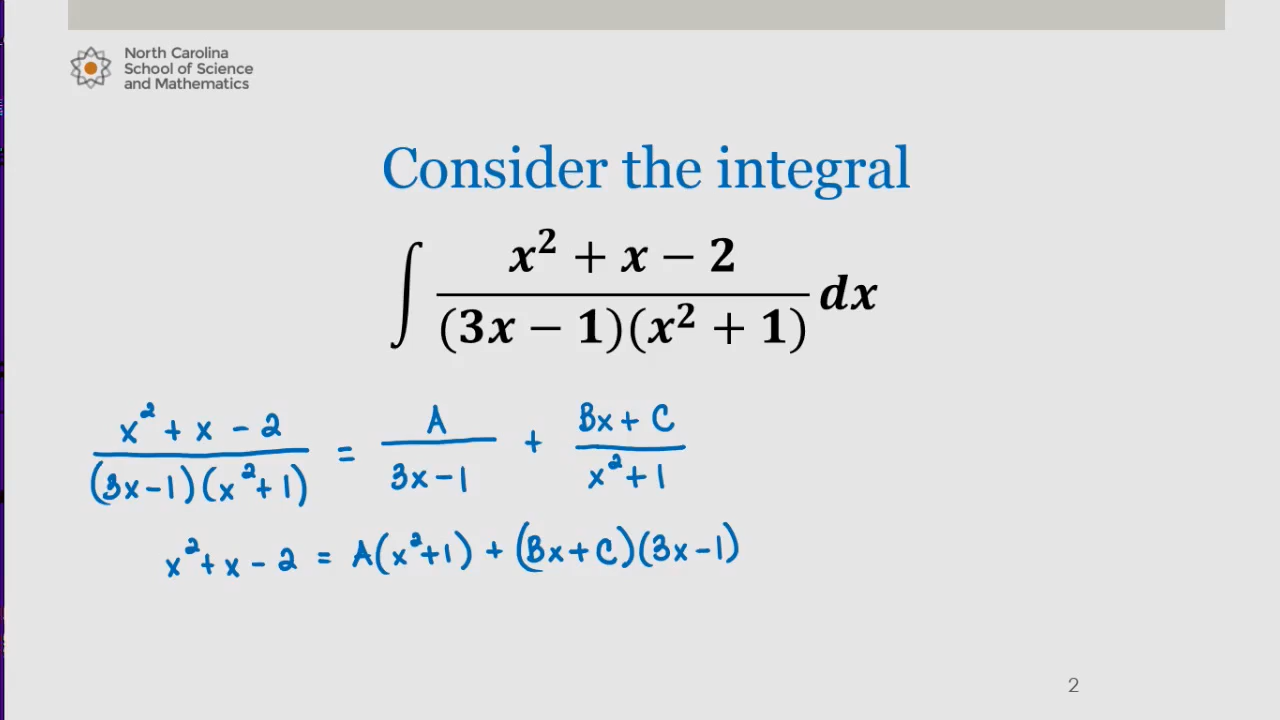 North Carolina
School of Science
and Mathematics
Consider the integral
∫ (x² + x − 2) / ((3x − 1)(x² + 1)) dx
(x² + x − 2) / ((3x − 1)(x² + 1)) = A / (3x − 1) + (Bx + C) / (x² + 1)
x² + x − 2 = A(x² + 1) + (Bx + C)(3x − 1)
2